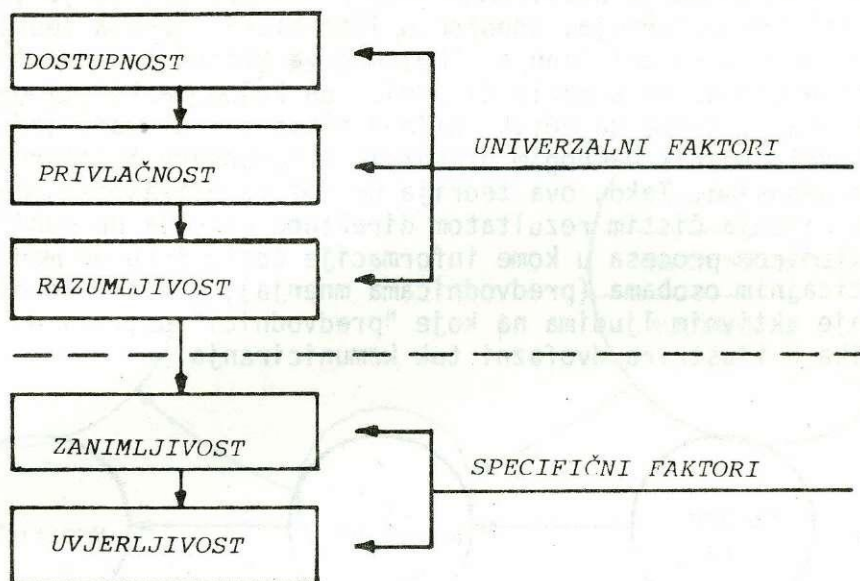 DOSTUPNOST
PRIVLAČNOST
UNIVERZALNI FAKTORI
RAZUMLJIVOST
ZANIMLJIVOST
SPECIFIČNI FAKTORI
UVJERLJIVOST